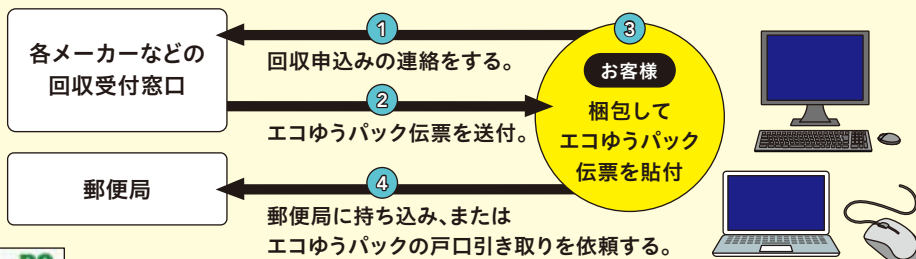 各メーカーなどの
回収受付窓口
1
回収申込みの連絡をする。
2
エコゆうパック伝票を送付。
3
お客様
梱包して
エコゆうパック
伝票を貼付
郵便局
4
郵便局に持ち込み、または
エコゆうパックの戸口引き取りを依頼する。